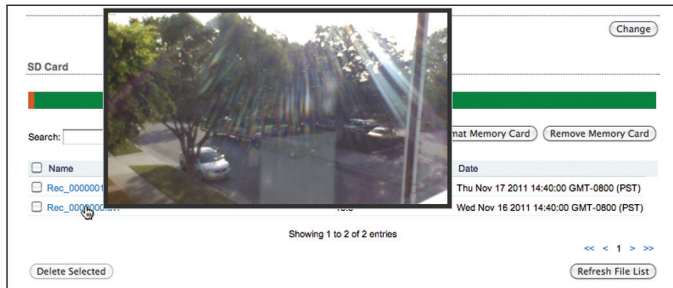 Change
SD Card
Search:
mat Memory Card Remove Memory Card
Name Date
Rec_0000001 Thu Nov 17 2011 14:40:00 GMT-0800 (PST)
Wed Nov 16 2011 14:40:00 GMT-0800 (PST)
Showing 1 to 2 of 2 entries
<< < 1 > >>
Delete Selected Refresh File List